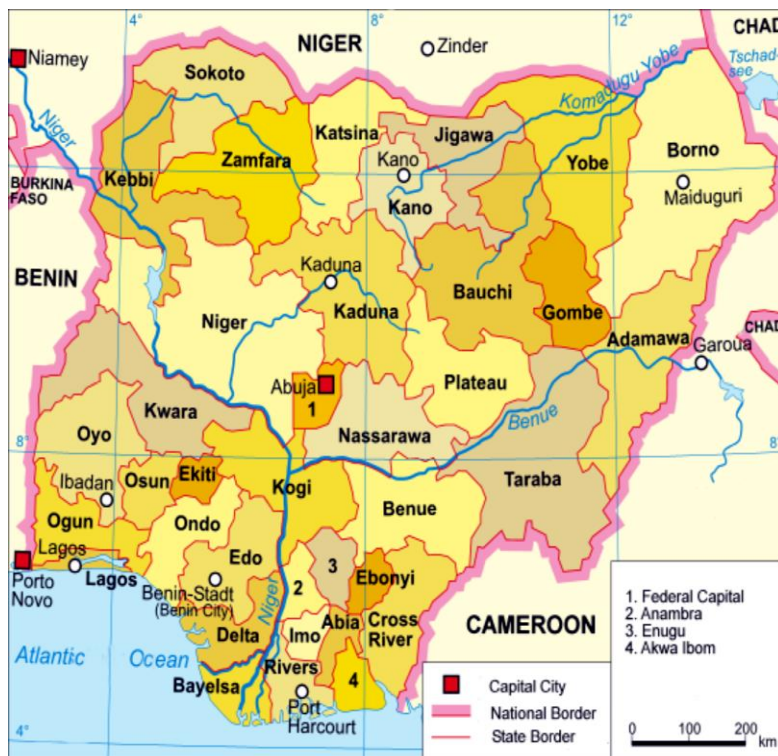 4°
8°
12°
CHAD
Niamey
NIGER
Zinder
Tschad-
see
Sokoto
Komadugu Yobe
Niger
Katsina
Jigawa
Zamfara
Kano
Yobe
Borno
Kebbi
BURKINA
FASO
Kano
Maiduguri
Kaduna
BENIN
Bauchi
Niger
Kaduna
Gombe
Adamawa
CHAD
Garoua
Abuja
Plateau
1
Kwara
Benue
Oyo
Nassarawa
8°
8°
Ibadan
Osun
Ekiti
Kogi
Taraba
Ogun
Ondo
Benue
Lagos
Edo
Lagos
3
Ebonyi
Porto
Novo
Benin-Stadt
(Benin City)
2
Niger
Abia
Cross
River
Delta
Imo
CAMEROON
Atlantic Ocean
Rivers
4
Bayelsa
Port
Harcourt
4°
1. Federal Capital
2. Anambra
3. Enugu
4. Akwa Ibom
Capital City
National Border
State Border
0 100 200
km